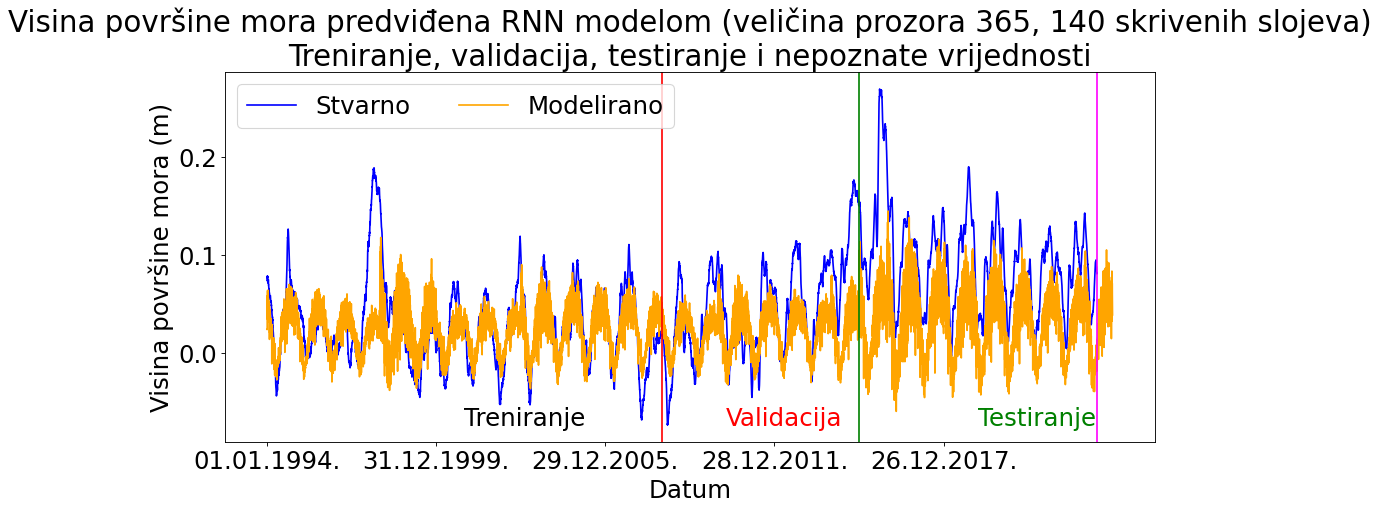 Visina površine mora predviđena RNN modelom (veličina prozora 365, 140 skrivenih slojeva)
Treniranje, validacija, testiranje i nepoznate vrijednosti
Stvarno
Modelirano
Visina površine mora (m)
0.2
0.1
0.0
Treniranje
Validacija
Testiranje
01.01.1994.
31.12.1999.
29.12.2005.
28.12.2011.
26.12.2017.
Datum